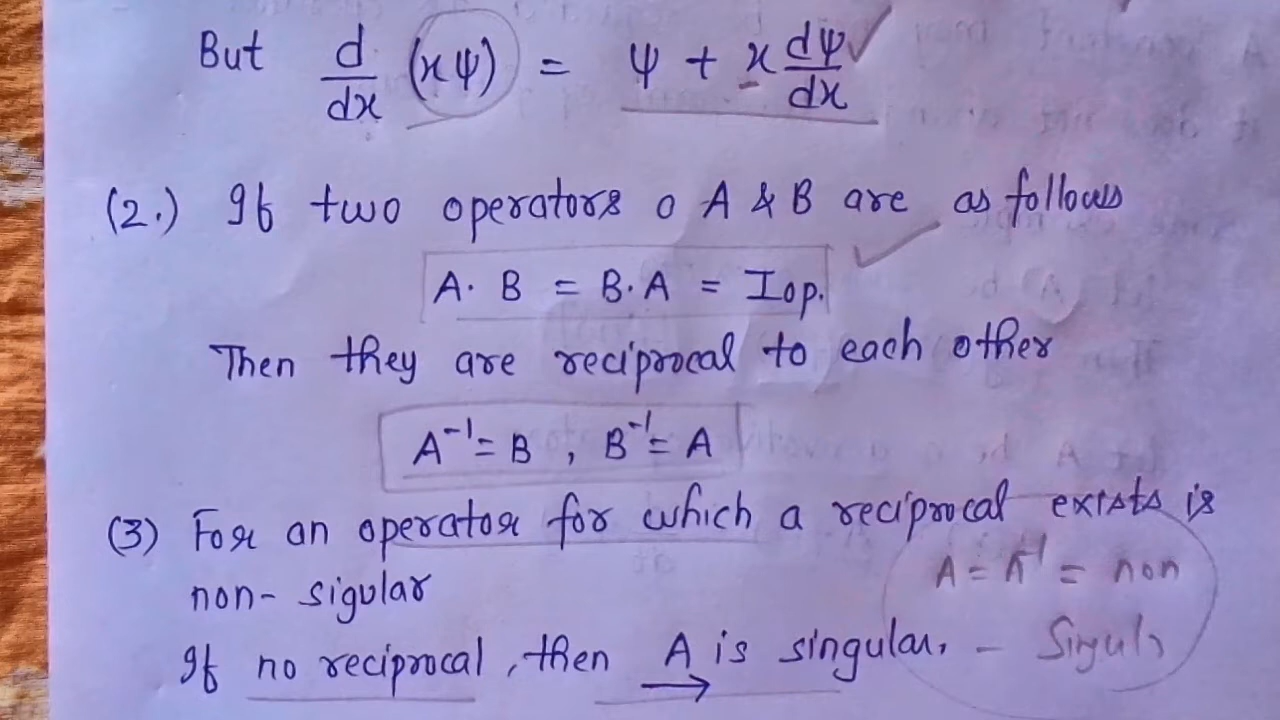 But d/dx (xψ) = ψ + x dψ/dx
(2.) If two operators o A & B are as follows
A. B = B.A = Iop.
Then they are reciprocal to each other
A⁻¹= B , B⁻¹= A
(3) For an operator for which a reciprocal exists is
non- sigular
A = A⁻¹ = non
If no reciprocal, then A is singular. -